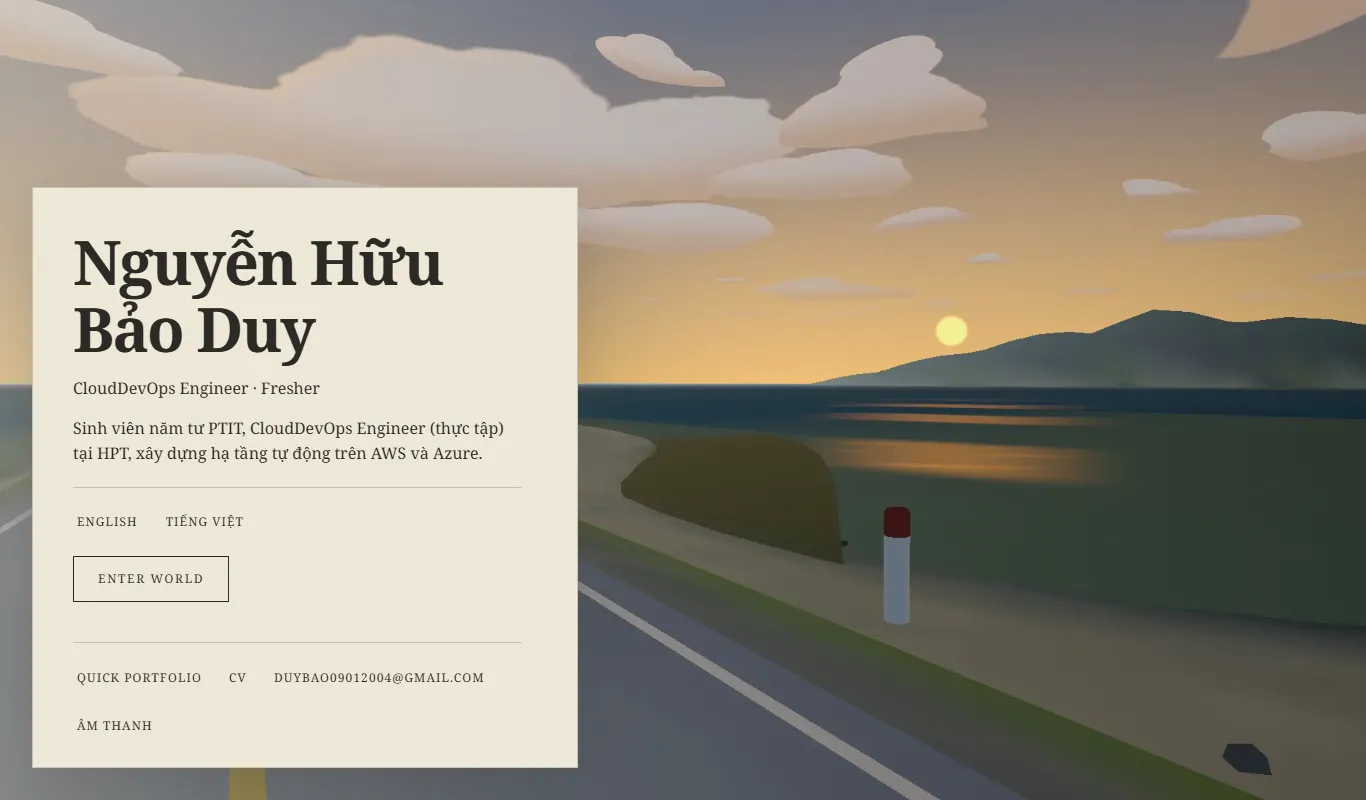 Nguyễn Hữu
Bảo Duy
CloudDevOps Engineer · Fresher
Sinh viên năm tư PTIT, CloudDevOps Engineer (thực tập)
tại HPT, xây dựng hạ tầng tự động trên AWS và Azure.
ENGLISH TIẾNG VIỆT
ENTER WORLD
QUICK PORTFOLIO CV DUYBAO09012004@GMAIL.COM
ÂM THANH